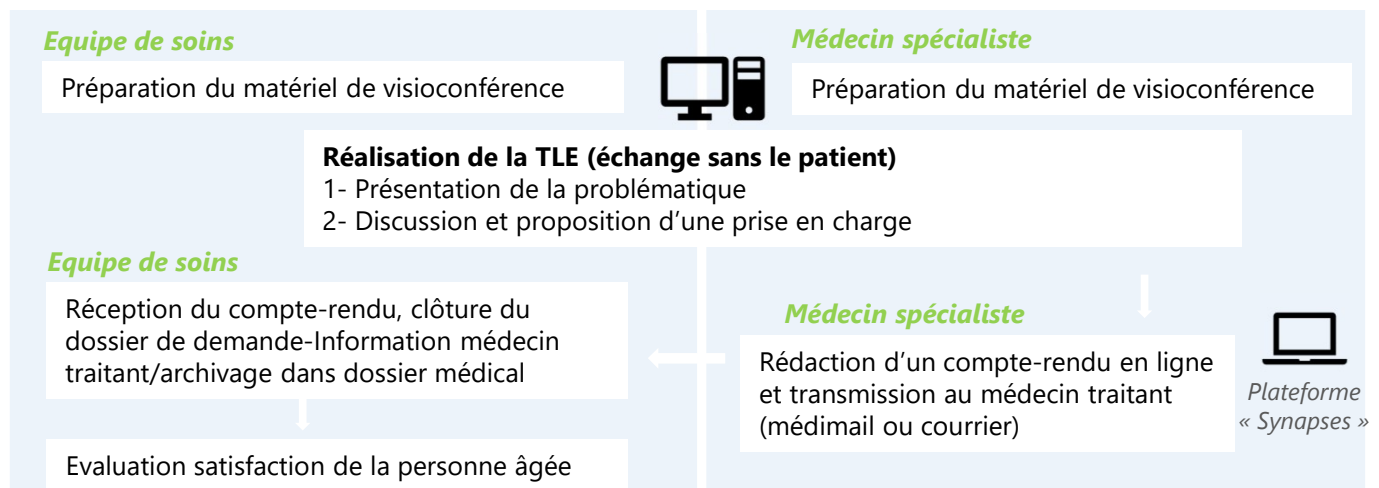 Equipe de soins
Préparation du matériel de visioconférence
Médecin spécialiste
Préparation du matériel de visioconférence
Réalisation de la TLE (échange sans le patient)
1- Présentation de la problématique
2- Discussion et proposition d’une prise en charge
Equipe de soins
Réception du compte-rendu, clôture du
dossier de demande-Information médecin
traitant/archivage dans dossier médical
Médecin spécialiste
Rédaction d’un compte-rendu en ligne
et transmission au médecin traitant
(médimail ou courrier)
Plateforme
« Synapses »
Evaluation satisfaction de la personne âgée